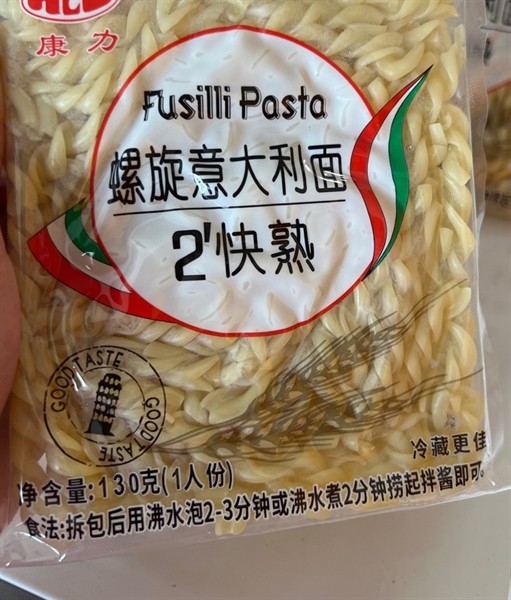 康力
Fusilli Pasta
螺旋意大利面
2'快熟
GOOD TASTE
GOOD TASTE
冷藏更佳
净含量:130克(1人份)
食法:拆包后用沸水泡2-3分钟或沸水煮2分钟捞起拌酱即可。